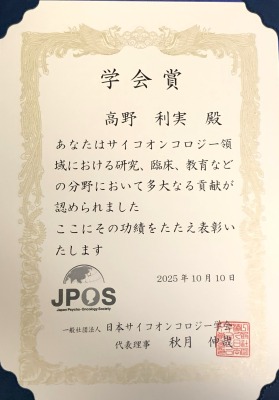 学会賞
高野 利実 殿
あなたはサイコオンコロジー領
域における研究、臨床、教育など
の分野において多大なる貢献が
認められました
ここにその功績をたたえ表彰い
たします
2025年10月10日
JPOS
Japan Psycho-Oncology Society
一般社団法人 日本サイコオンコロジー学会
代表理事 秋月 伸哉